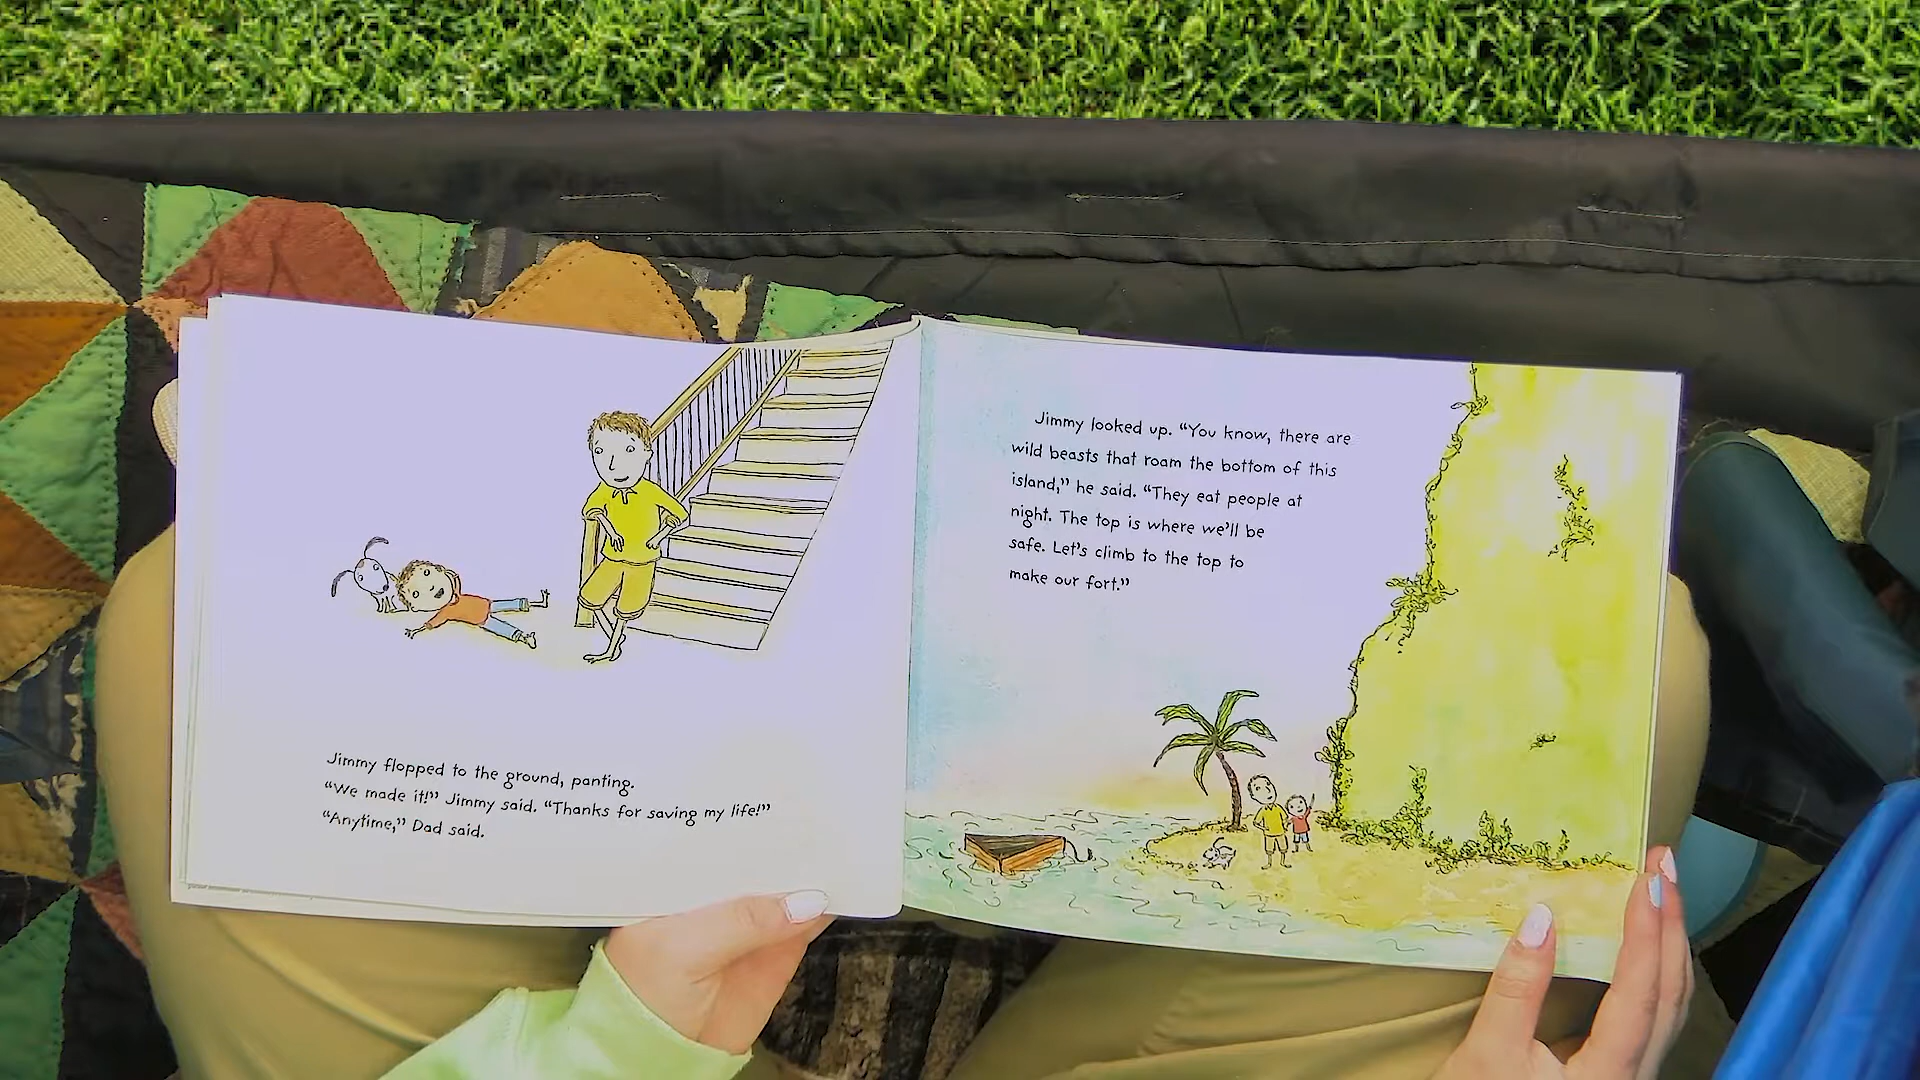 Jimmy flopped to the ground, panting.
“We made it!” Jimmy said. “Thanks for saving my life!”
“Anytime,” Dad said.
Jimmy looked up. “You know, there are
wild beasts that roam the bottom of this
island,” he said. “They eat people at
night. The top is where we’ll be
safe. Let’s climb to the top to
make our fort.”